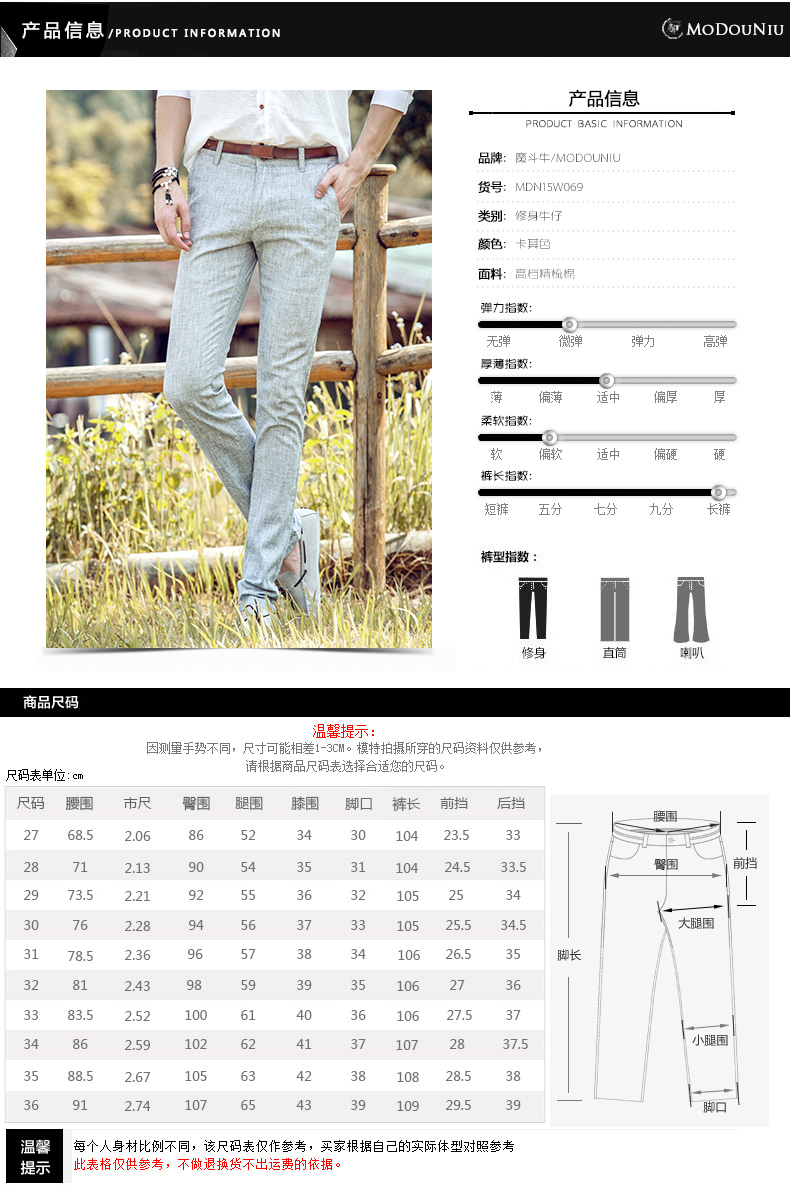 产品信息/PRODUCT INFORMATION
MoDouNiu
产品信息
PRODUCT BASIC INFORMATION
品牌: 魔斗牛/MODOUNIU
货号: MDN15W069
类别: 修身牛仔
颜色: 卡其色
面料: 高档精梳棉
弹力指数:
无弹 微弹 弹力 高弹
厚薄指数:
薄 偏薄 适中 偏厚 厚
柔软指数:
软 偏软 适中 偏硬 硬
裤长指数:
短裤 五分 七分 九分 长裤
裤型指数:
修身 直筒 喇叭
商品尺码
温馨提示:
因测量手势不同，尺寸可能相差1-3CM。模特拍摄所穿的尺码资料仅供参考，
请根据商品尺码表选择合适您的尺码。
尺码表单位:cm
尺码 腰围 市尺 臀围 腿围 膝围 脚口 裤长 前挡 后挡
27 68.5 2.06 86 52 34 30 104 23.5 33
28 71 2.13 90 54 35 31 104 24.5 33.5
29 73.5 2.21 92 55 36 32 105 25 34
30 76 2.28 94 56 37 33 105 25.5 34.5
31 78.5 2.36 96 57 38 34 106 26.5 35
32 81 2.43 98 59 39 35 106 27 36
33 83.5 2.52 100 61 40 36 106 27.5 37
34 86 2.59 102 62 41 37 107 28 37.5
35 88.5 2.67 105 63 42 38 108 28.5 38
36 91 2.74 107 65 43 39 109 29.5 39
腰围
臀围
前挡
大腿围
脚长
小腿围
脚口
温馨
提示
每个人身材比例不同，该尺码表仅作参考，买家根据自己的实际体型对照参考
此表格仅供参考，不做退换货不出运费的依据。